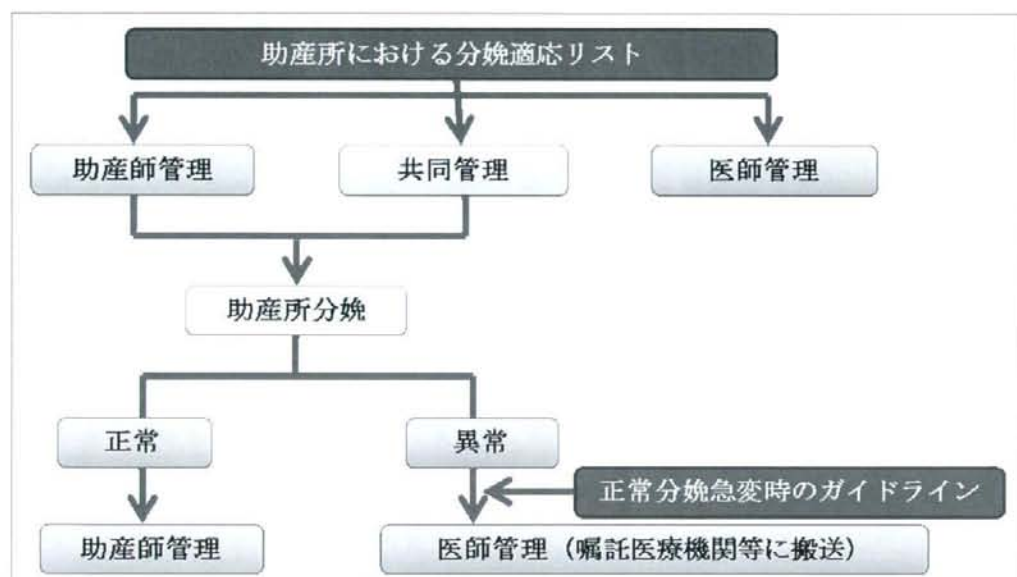 助産所における分娩適応リスト
助産師管理
共同管理
医師管理
助産所分娩
正常
異常
正常分娩急変時のガイドライン
助産師管理
医師管理（嘱託医療機関等に搬送）